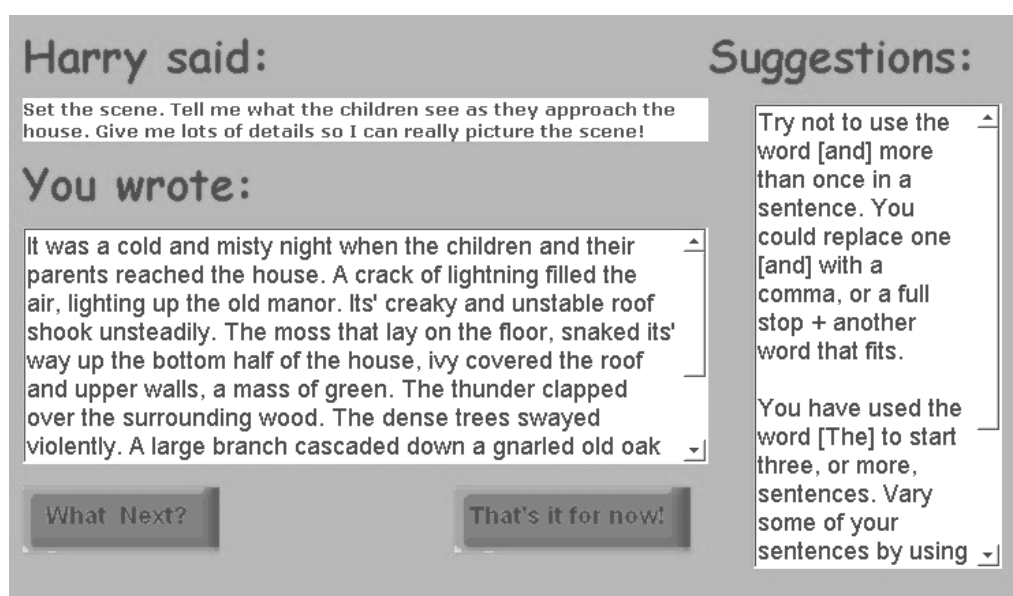 Harry said:
Set the scene. Tell me what the children see as they approach the
house. Give me lots of details so I can really picture the scene!
You wrote:
It was a cold and misty night when the children and their
parents reached the house. A crack of lightning filled the
air, lighting up the old manor. Its' creaky and unstable roof
shook unsteadily. The moss that lay on the floor, snaked its'
way up the bottom half of the house, ivy covered the roof
and upper walls, a mass of green. The thunder clapped
over the surrounding wood. The dense trees swayed
violently. A large branch cascaded down a gnarled old oak
What Next?
That's it for now!
Suggestions:
Try not to use the
word [and] more
than once in a
sentence. You
could replace one
[and] with a
comma, or a full
stop + another
word that fits.
You have used the
word [The] to start
three, or more,
sentences. Vary
some of your
sentences by using